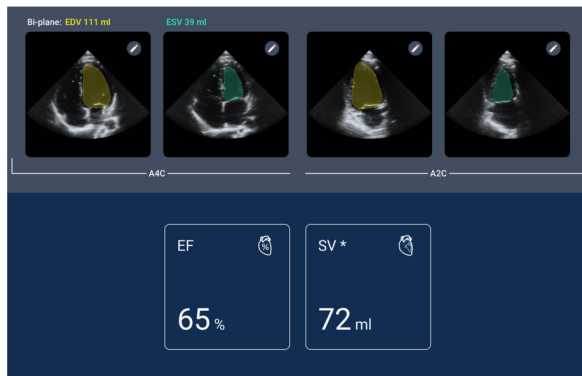 Bi-plane: EDV 111 ml ESV 39 ml
A4C A2C
EF %
SV *
65 %
72 ml